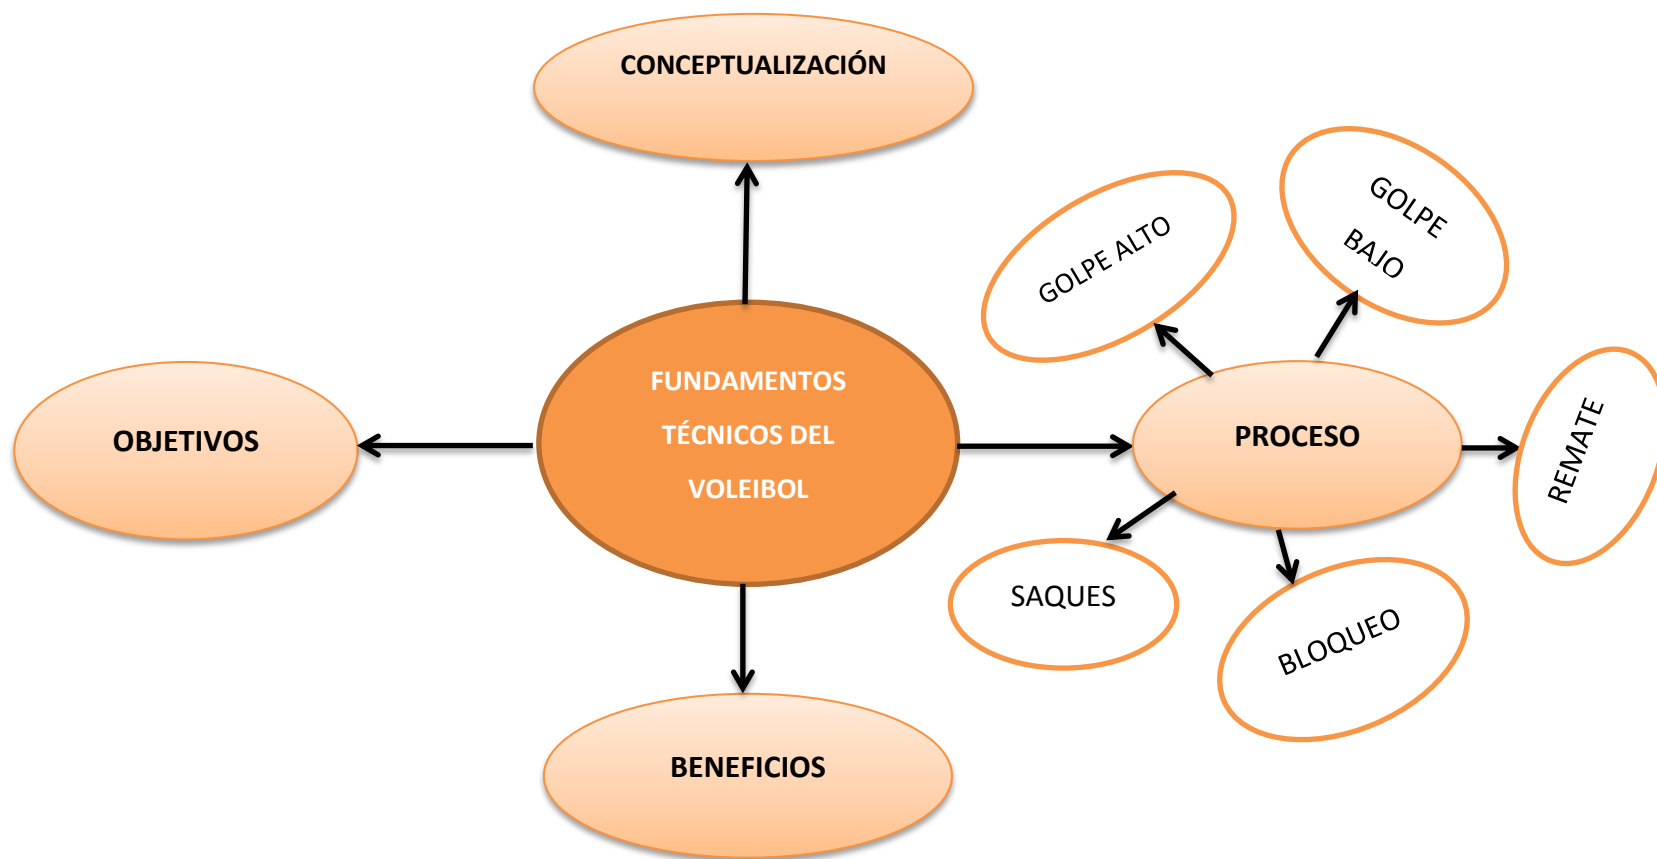 CONCEPTUALIZACIÓN
GOLPE ALTO
GOLPE
BAJO
FUNDAMENTOS
TÉCNICOS DEL
VOLEIBOL
OBJETIVOS
PROCESO
REMATE
SAQUES
BLOQUEO
BENEFICIOS